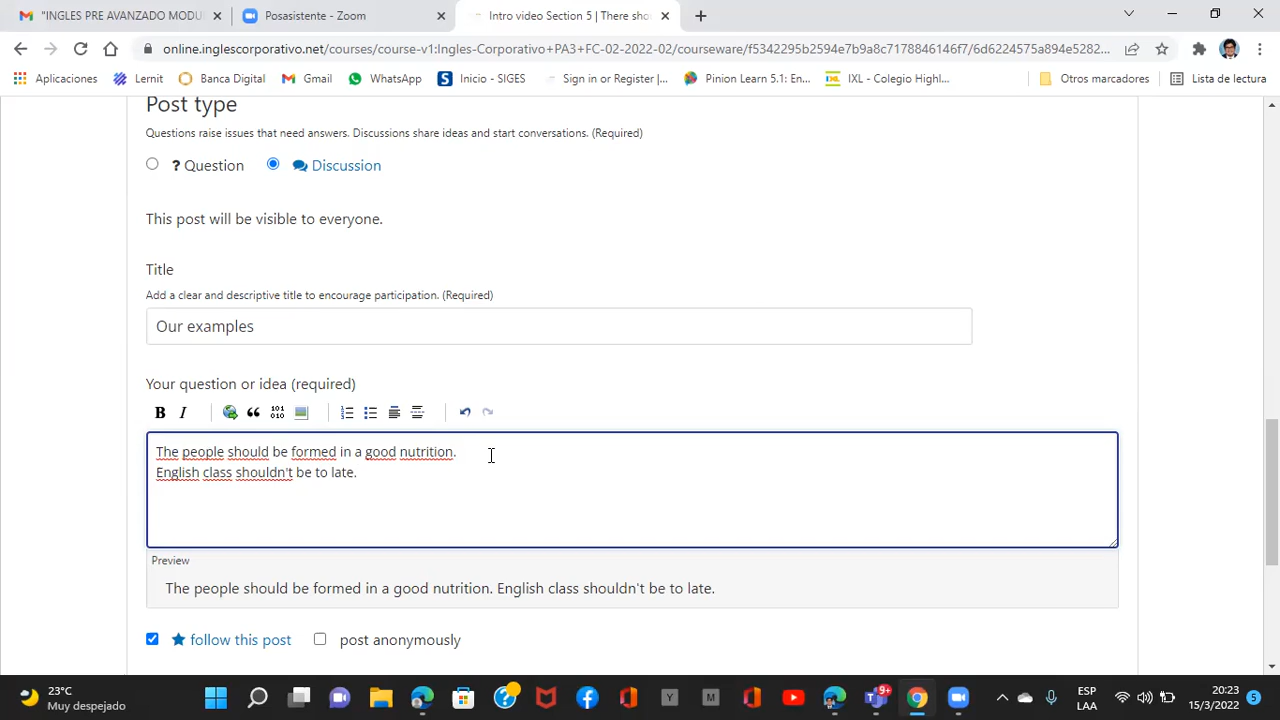 "INGLES PRE AVANZADO MODU
Posasistente - Zoom
Intro video Section 5 | There sho
online.inglescorporativo.net/courses/course-v1:Ingles-Corporativo+PA3+FC-02-2022-02/courseware/f5342295b2594e7b9a8c7178846146f7/6d6224575a894e5282...
Aplicaciones
Lernit
Banca Digital
Gmail
WhatsApp
Inicio - SIGES
Sign in or Register |...
Pinion Learn 5.1: En...
IXL - Colegio Highl...
Otros marcadores
Lista de lectura
Post type
Questions raise issues that need answers. Discussions share ideas and start conversations. (Required)
? Question
Discussion
This post will be visible to everyone.
Title
Add a clear and descriptive title to encourage participation. (Required)
Our examples
Your question or idea (required)
B I
101
010
The people should be formed in a good nutrition.
English class shouldn't be to late.
Preview
The people should be formed in a good nutrition. English class shouldn't be to late.
follow this post
post anonymously
23°C
Muy despejado
9+
ESP
LAA
20:23
15/3/2022
5